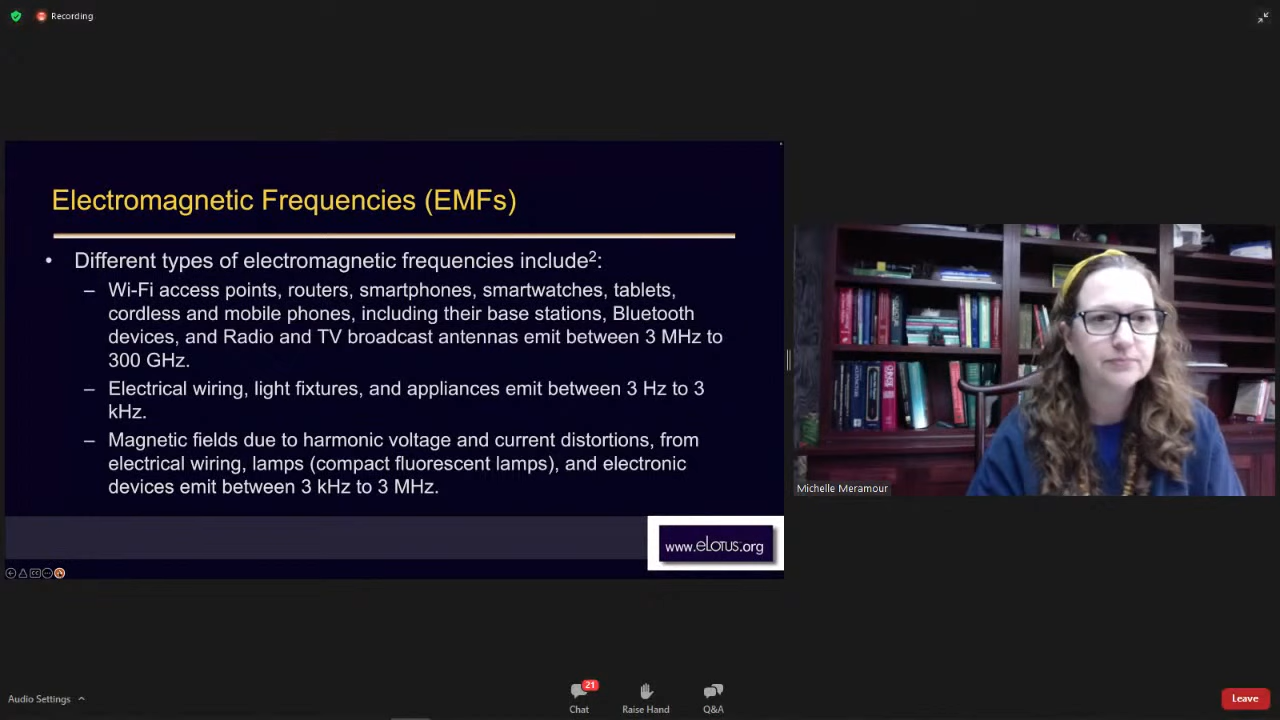 Recording
Electromagnetic Frequencies (EMFs)
• Different types of electromagnetic frequencies include²:
– Wi-Fi access points, routers, smartphones, smartwatches, tablets,
cordless and mobile phones, including their base stations, Bluetooth
devices, and Radio and TV broadcast antennas emit between 3 MHz to
300 GHz.
– Electrical wiring, light fixtures, and appliances emit between 3 Hz to 3
kHz.
– Magnetic fields due to harmonic voltage and current distortions, from
electrical wiring, lamps (compact fluorescent lamps), and electronic
devices emit between 3 kHz to 3 MHz.
www.eLotus.org
Michelle Meramour
Audio Settings
21
Chat
Raise Hand
Q&A
Leave